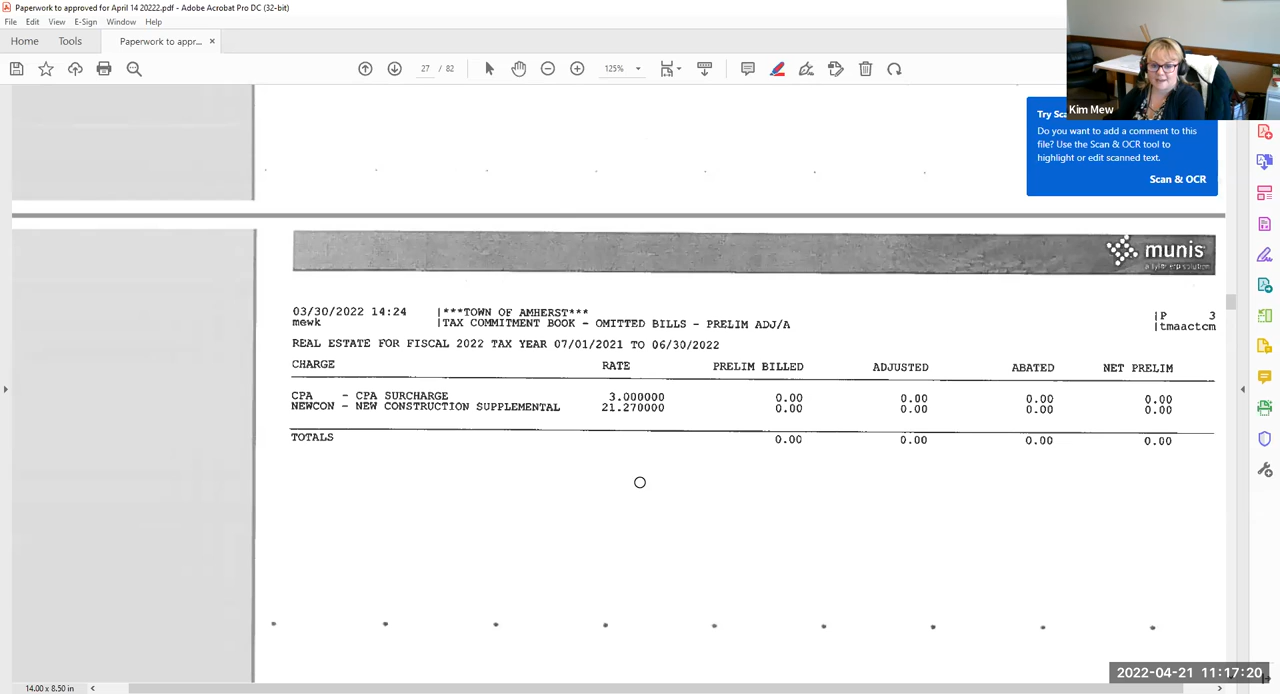 Paperwork to approved for April 14 20222.pdf - Adobe Acrobat Pro DC (32-bit)
File Edit View E-Sign Window Help
Home Tools Paperwork to appr... ×
27 / 82 125%
Kim Mew
Try Sca
Do you want to add a comment to this
file? Use the Scan & OCR tool to
highlight or edit scanned text.
Scan & OCR
munis
a tyler erp solution
03/30/2022 14:24 |***TOWN OF AMHERST*** |P 3
mewk |TAX COMMITMENT BOOK - OMITTED BILLS - PRELIM ADJ/A |tmaactcm
REAL ESTATE FOR FISCAL 2022 TAX YEAR 07/01/2021 TO 06/30/2022
CHARGE RATE PRELIM BILLED ADJUSTED ABATED NET PRELIM
CPA - CPA SURCHARGE 3.000000 0.00 0.00 0.00 0.00
NEWCON - NEW CONSTRUCTION SUPPLEMENTAL 21.270000 0.00 0.00 0.00 0.00
TOTALS 0.00 0.00 0.00 0.00
2022-04-21 11:17:20
14.00 x 8.50 in